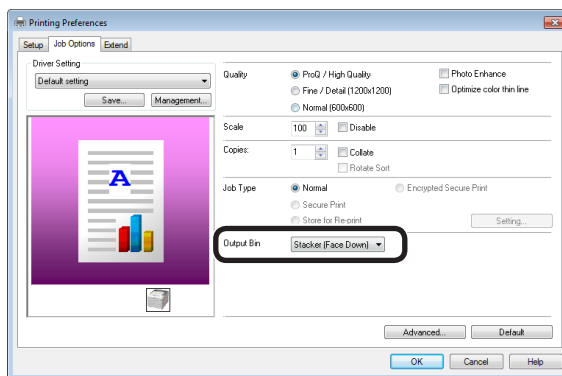 Printing Preferences
Setup Job Options Extend
Driver Setting
Default setting
Save... Management...
A
Quality
ProQ / High Quality
Fine / Detail (1200x1200)
Normal (600x600)
Photo Enhance
Optimize color thin line
Scale 100 Disable
Copies: 1 Collate
Rotate Sort
Job Type Normal Encrypted Secure Print
Secure Print
Store for Re-print Setting...
Output Bin Stacker (Face Down)
Advanced... Default
OK Cancel Help